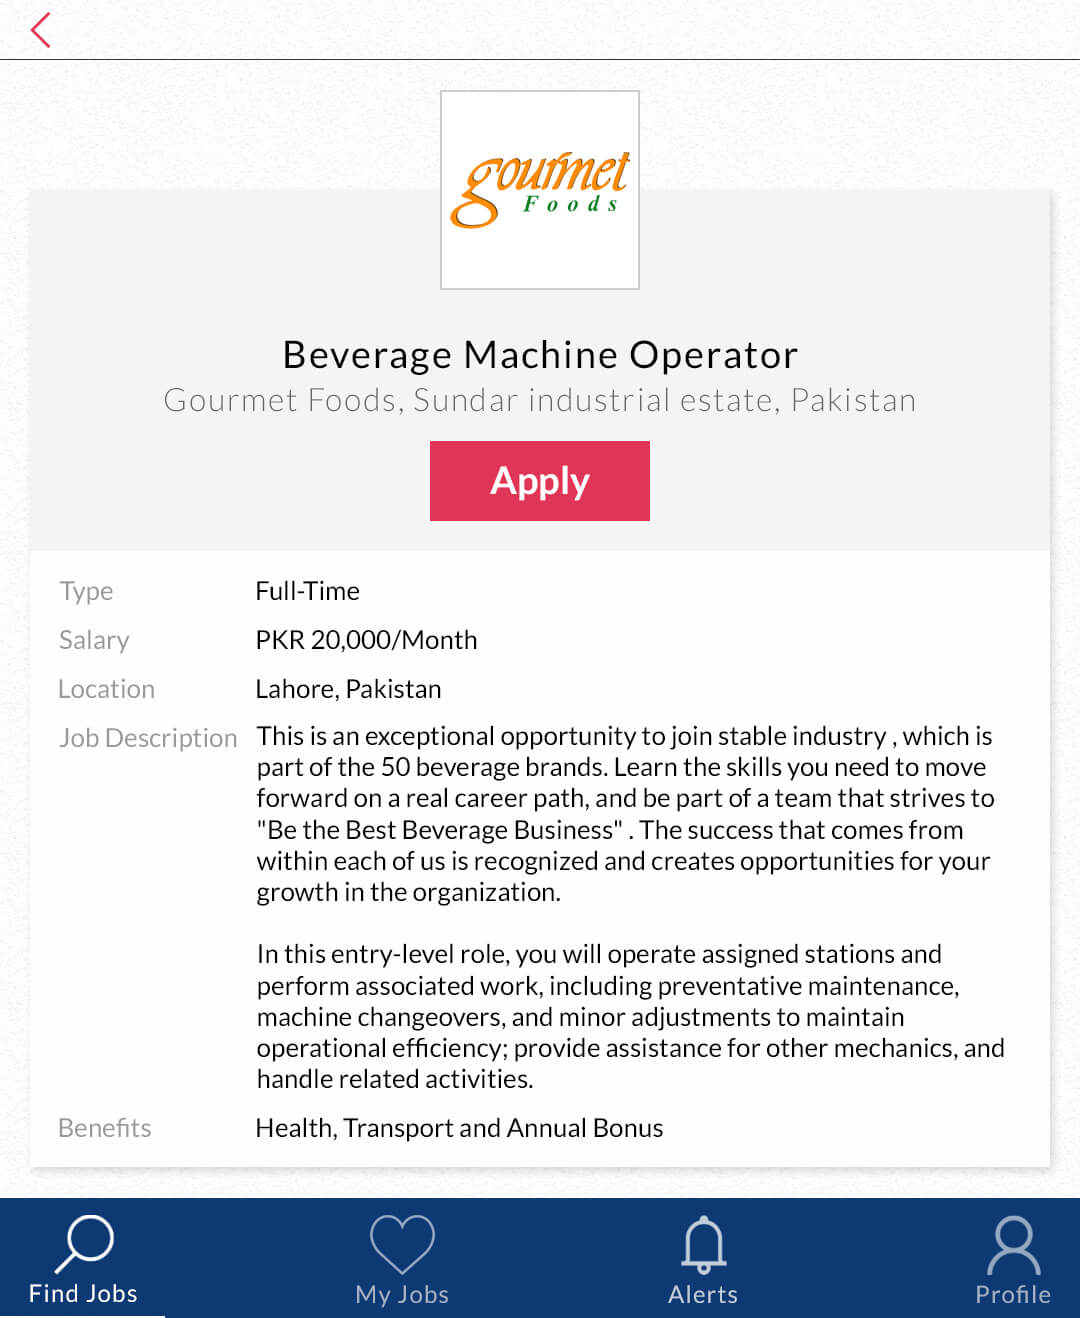 gourmet
Foods
Beverage Machine Operator
Gourmet Foods, Sundar industrial estate, Pakistan
Apply
Type Full-Time
Salary PKR 20,000/Month
Location Lahore, Pakistan
Job Description This is an exceptional opportunity to join stable industry , which is
part of the 50 beverage brands. Learn the skills you need to move
forward on a real career path, and be part of a team that strives to
"Be the Best Beverage Business" . The success that comes from
within each of us is recognized and creates opportunities for your
growth in the organization.
In this entry-level role, you will operate assigned stations and
perform associated work, including preventative maintenance,
machine changeovers, and minor adjustments to maintain
operational efficiency; provide assistance for other mechanics, and
handle related activities.
Benefits Health, Transport and Annual Bonus
Find Jobs My Jobs Alerts Profile